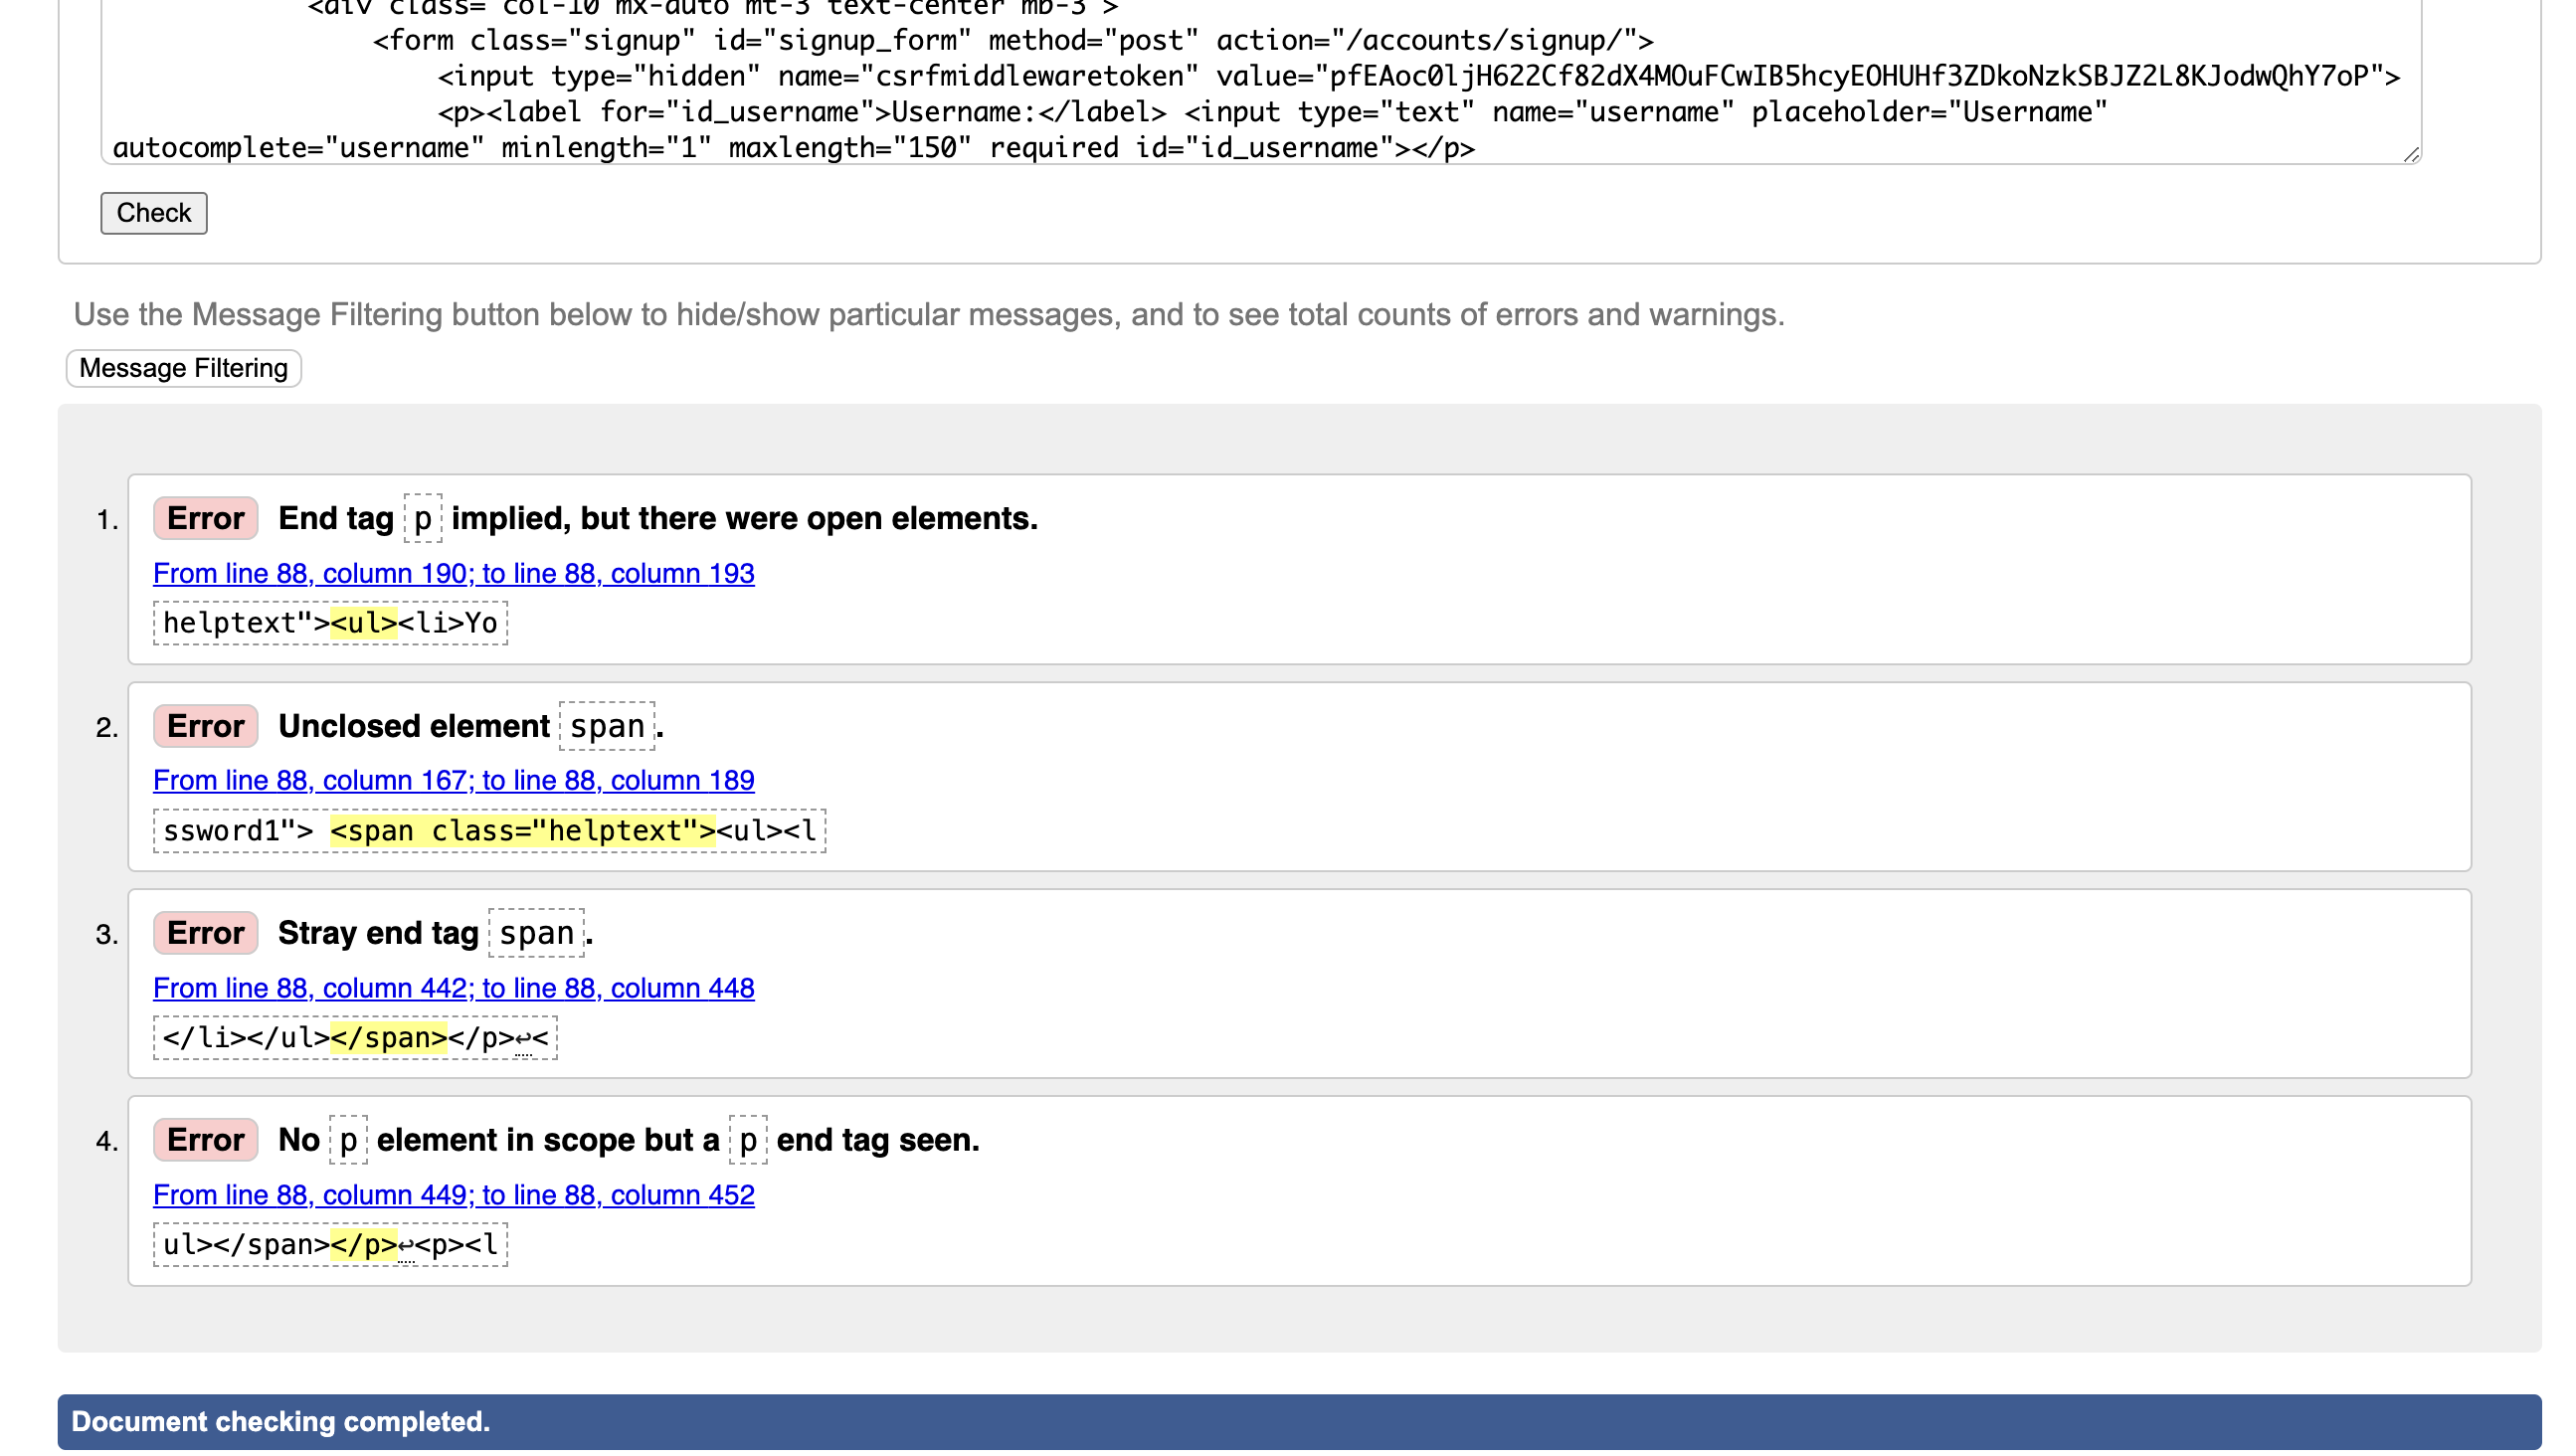 <div class="col-10 mx-auto mt-3 text-center mb-3">
<form class="signup" id="signup_form" method="post" action="/accounts/signup/">
<input type="hidden" name="csrfmiddlewaretoken" value="pfEAoc0ljH622Cf82dX4MOuFCwIB5hcyEOHUHf3ZDkoNzkSBJZ2L8KJodwQhY7oP">
<p><label for="id_username">Username:</label> <input type="text" name="username" placeholder="Username"
autocomplete="username" minlength="1" maxlength="150" required id="id_username"></p>
Check
Use the Message Filtering button below to hide/show particular messages, and to see total counts of errors and warnings.
Message Filtering
1. Error End tag p implied, but there were open elements.
From line 88, column 190; to line 88, column 193
helptext"><ul><li>Yo
2. Error Unclosed element span.
From line 88, column 167; to line 88, column 189
ssword1"> <span class="helptext"><ul><l
3. Error Stray end tag span.
From line 88, column 442; to line 88, column 448
</li></ul></span></p>↩<
4. Error No p element in scope but a p end tag seen.
From line 88, column 449; to line 88, column 452
ul></span></p>↩<p><l
Document checking completed.